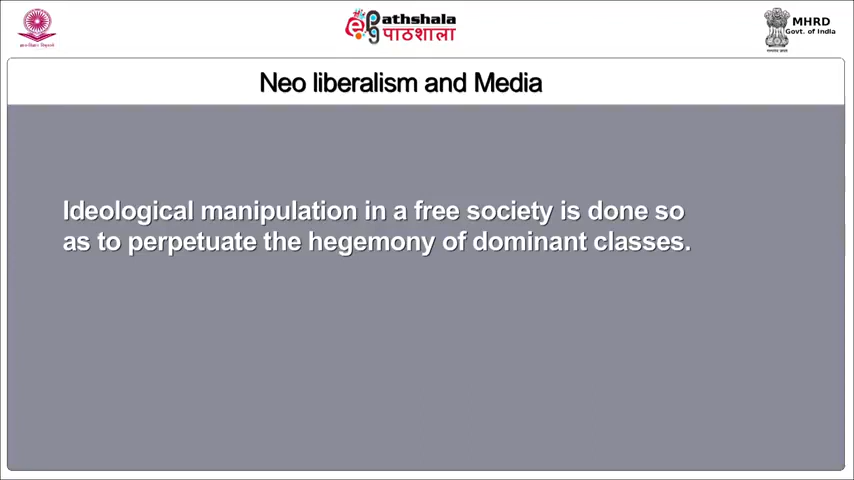 ePathshala
पाठशाला
MHRD
Govt. of India
Neo liberalism and Media
Ideological manipulation in a free society is done so
as to perpetuate the hegemony of dominant classes.